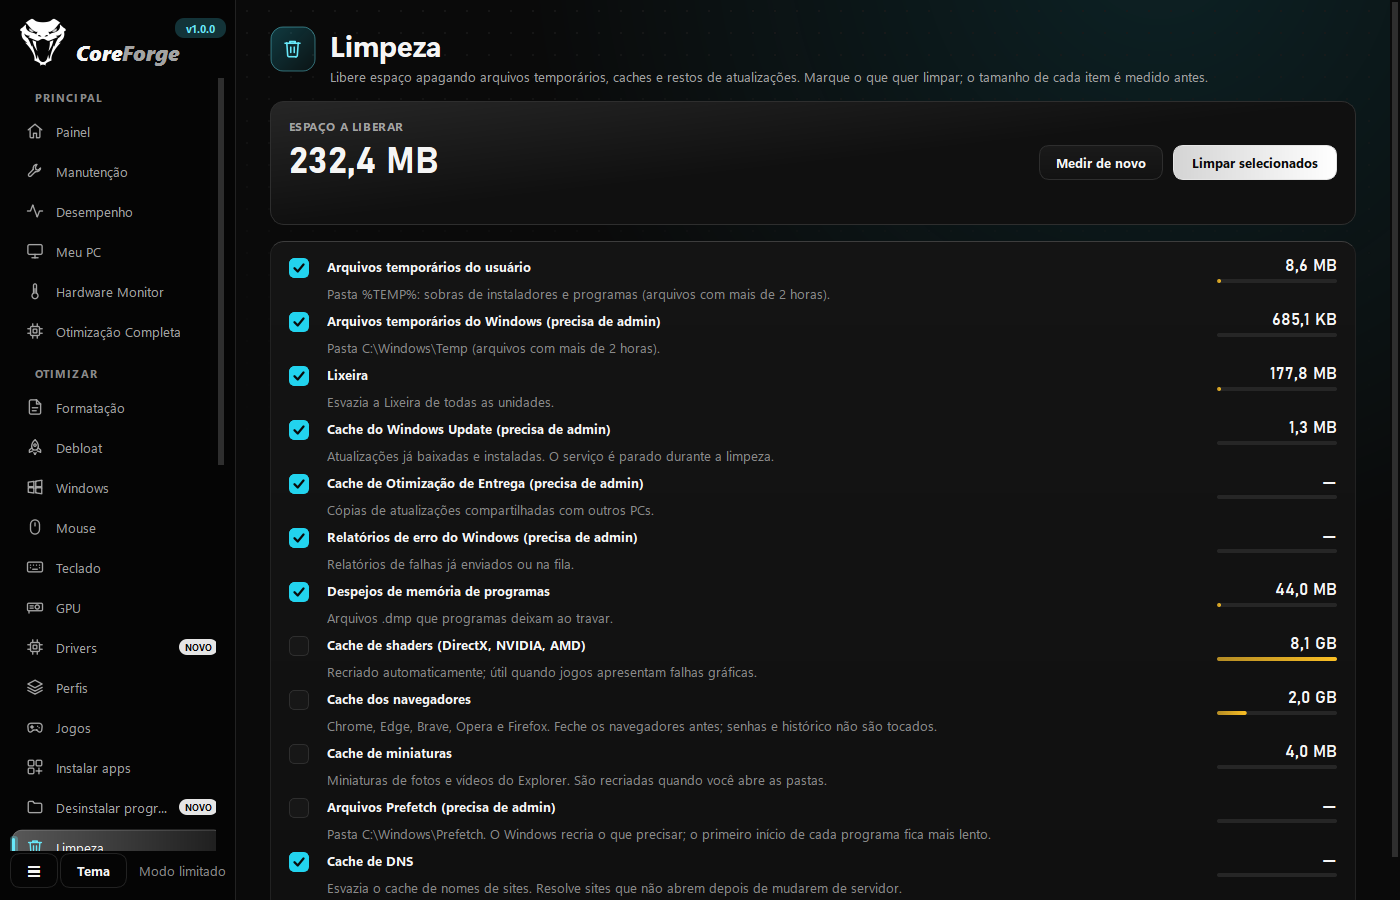 v1.0.0
CoreForge
PRINCIPAL
Painel
Manutenção
Desempenho
Meu PC
Hardware Monitor
Otimização Completa
OTIMIZAR
Formatação
Debloat
Windows
Mouse
Teclado
GPU
Drivers NOVO
Perfis
Jogos
Instalar apps
Desinstalar progr... NOVO
Limpeza
Tema Modo limitado
Limpeza
Libere espaço apagando arquivos temporários, caches e restos de atualizações. Marque o que quer limpar; o tamanho de cada item é medido antes.
ESPAÇO A LIBERAR
232,4 MB
Medir de novo Limpar selecionados
Arquivos temporários do usuário 8,6 MB
Pasta %TEMP%: sobras de instaladores e programas (arquivos com mais de 2 horas).
Arquivos temporários do Windows (precisa de admin) 685,1 KB
Pasta C:\Windows\Temp (arquivos com mais de 2 horas).
Lixeira 177,8 MB
Esvazia a Lixeira de todas as unidades.
Cache do Windows Update (precisa de admin) 1,3 MB
Atualizações já baixadas e instaladas. O serviço é parado durante a limpeza.
Cache de Otimização de Entrega (precisa de admin) —
Cópias de atualizações compartilhadas com outros PCs.
Relatórios de erro do Windows (precisa de admin) —
Relatórios de falhas já enviados ou na fila.
Despejos de memória de programas 44,0 MB
Arquivos .dmp que programas deixam ao travar.
Cache de shaders (DirectX, NVIDIA, AMD) 8,1 GB
Recriado automaticamente; útil quando jogos apresentam falhas gráficas.
Cache dos navegadores 2,0 GB
Chrome, Edge, Brave, Opera e Firefox. Feche os navegadores antes; senhas e histórico não são tocados.
Cache de miniaturas 4,0 MB
Miniaturas de fotos e vídeos do Explorer. São recriadas quando você abre as pastas.
Arquivos Prefetch (precisa de admin) —
Pasta C:\Windows\Prefetch. O Windows recria o que precisar; o primeiro início de cada programa fica mais lento.
Cache de DNS —
Esvazia o cache de nomes de sites. Resolve sites que não abrem depois de mudarem de servidor.